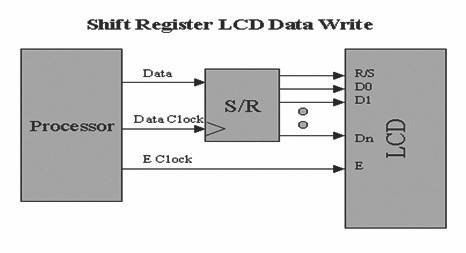 Shift Register LCD Data Write
Data
R/S
D0
D1
S/R
Processor
Data Clock
Dn
LCD
E Clock
E